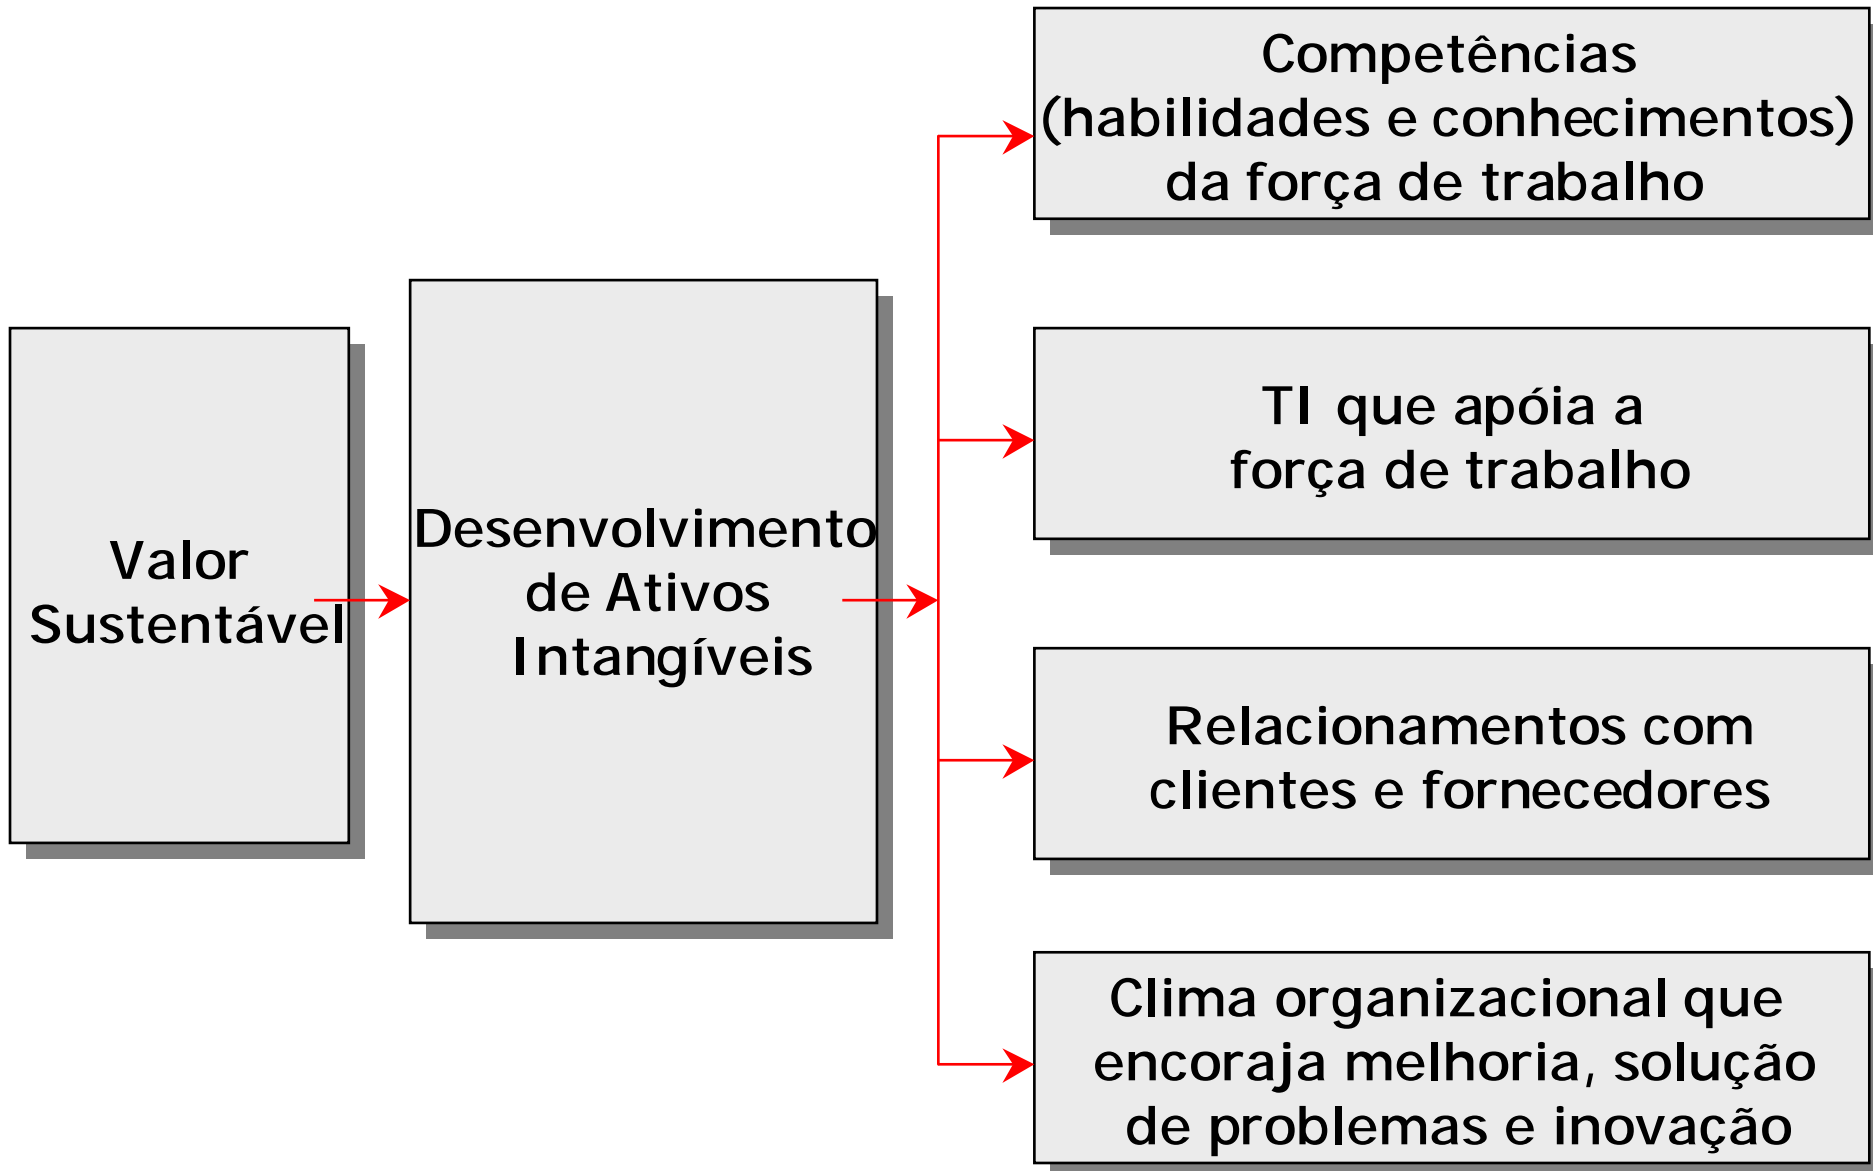 Valor
Sustentável
Desenvolvimento
de Ativos
Intangíveis
Competências
(habilidades e conhecimentos)
da força de trabalho
TI que apóia a
força de trabalho
Relacionamentos com
clientes e fornecedores
Clima organizacional que
encoraja melhoria, solução
de problemas e inovação